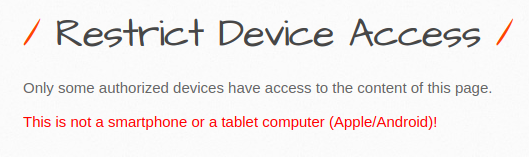 / Restrict Device Access /
Only some authorized devices have access to the content of this page.
This is not a smartphone or a tablet computer (Apple/Android)!